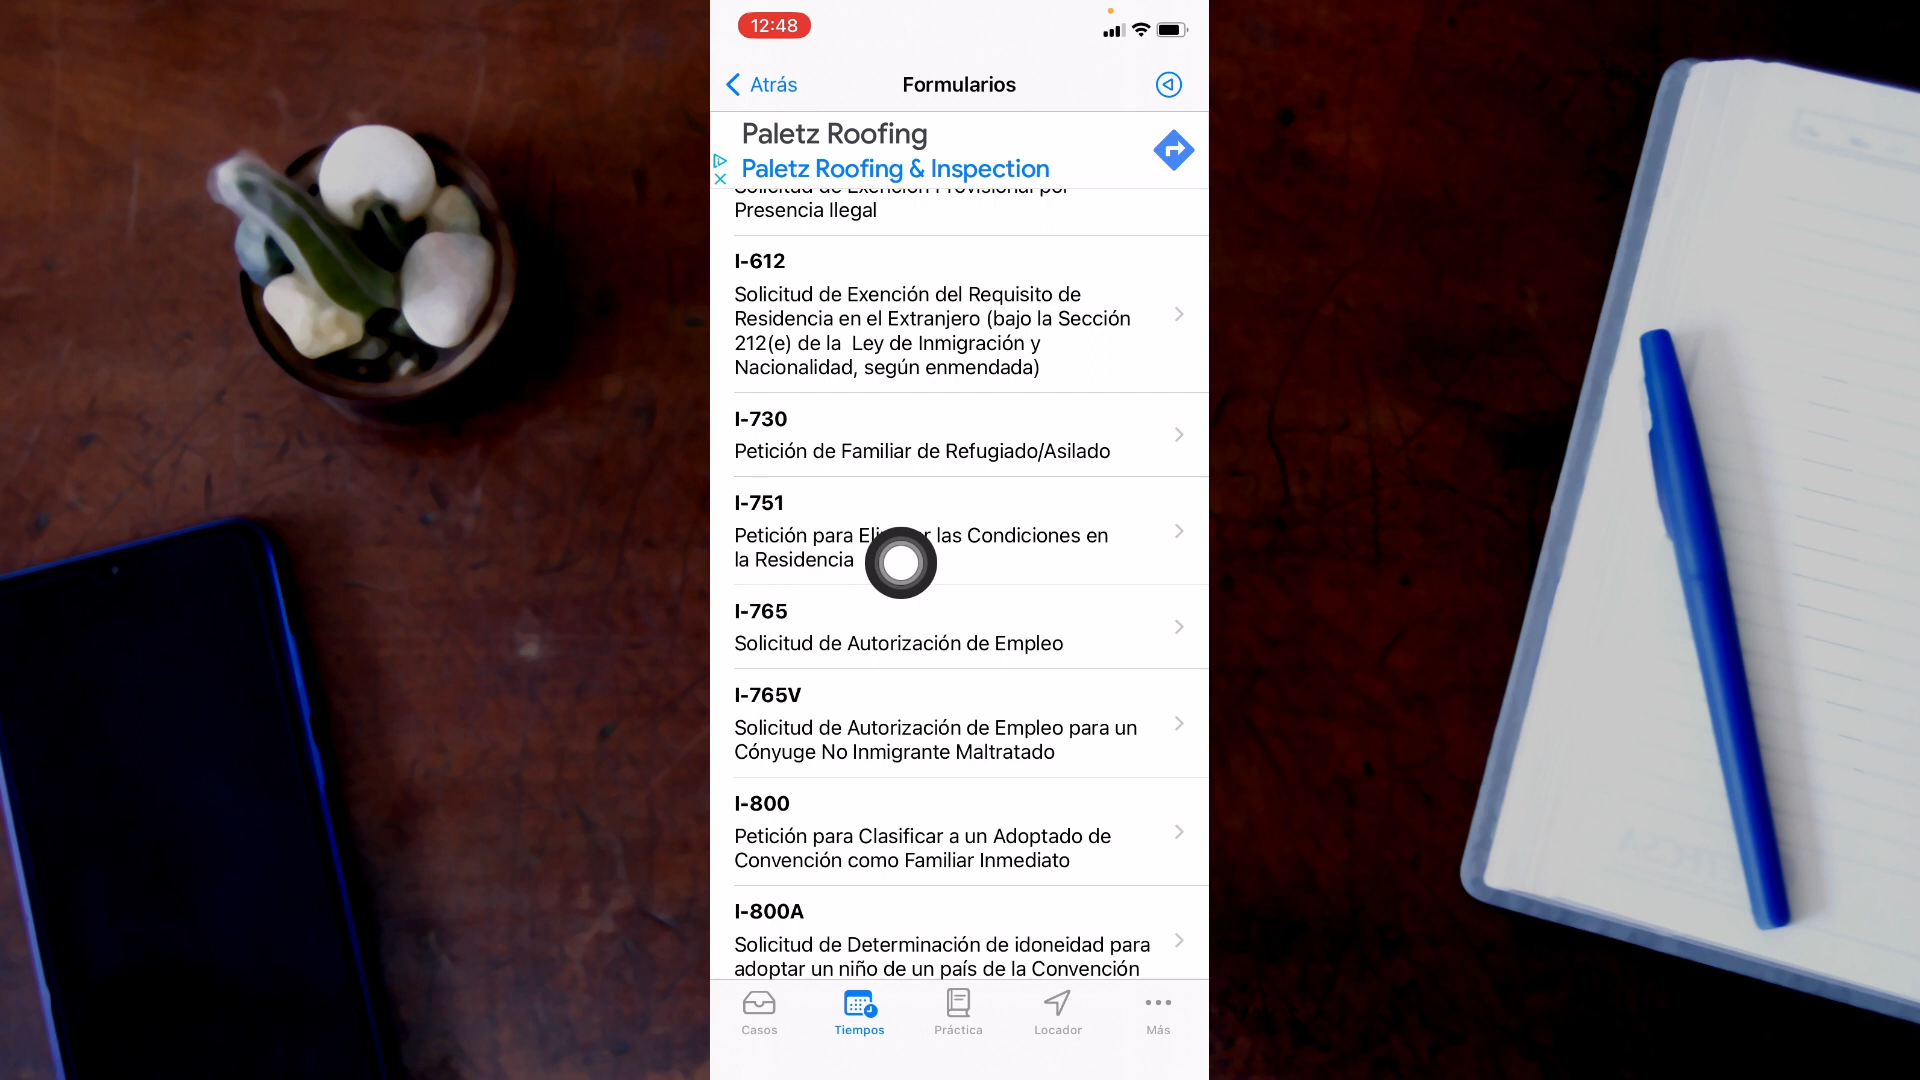 12:48
Atrás
Formularios
Paletz Roofing
Paletz Roofing & Inspection
Solicitud de Exención Provisional por
Presencia Ilegal
I-612
Solicitud de Exención del Requisito de
Residencia en el Extranjero (bajo la Sección
212(e) de la Ley de Inmigración y
Nacionalidad, según enmendada)
I-730
Petición de Familiar de Refugiado/Asilado
I-751
Petición para las Condiciones en
la Residencia
I-765
Solicitud de Autorización de Empleo
I-765V
Solicitud de Autorización de Empleo para un
Cónyuge No Inmigrante Maltratado
I-800
Petición para Clasificar a un Adoptado de
Convención como Familiar Inmediato
I-800A
Solicitud de Determinación de idoneidad para
adoptar un niño de un país de la Convención
Casos
Tiempos
Práctica
Locador
Más